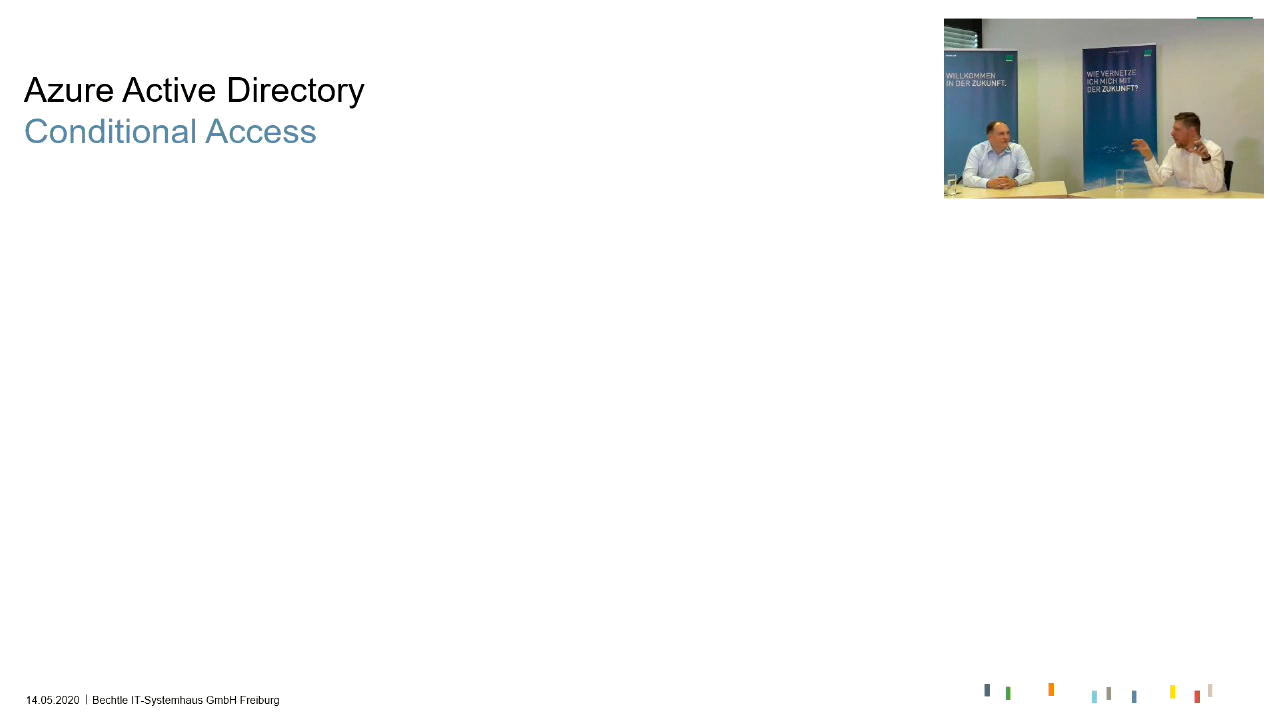 Azure Active Directory
Conditional Access
WILLKOMMEN
IN DER ZUKUNFT.
WIE VERNETZE
ICH MICH MIT
DER ZUKUNFT?
14.05.2020 | Bechtle IT-Systemhaus GmbH Freiburg